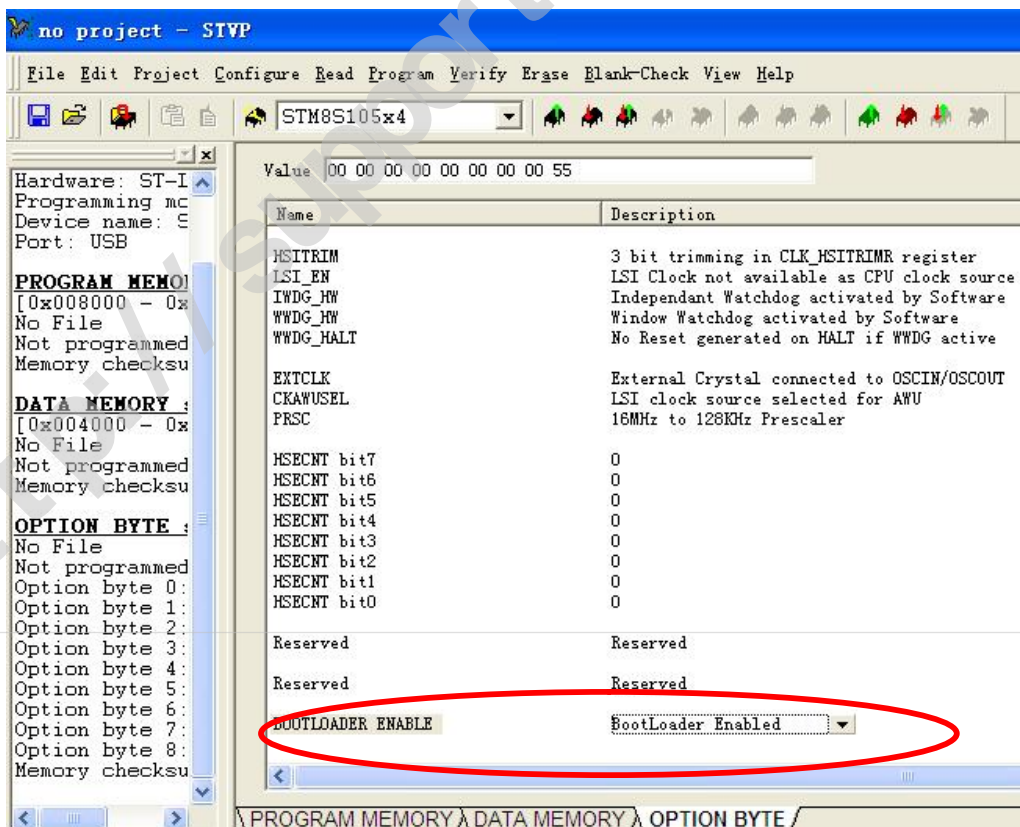 no project - STVP
File Edit Project Configure Read Program Verify Erase Blank-Check View Help
STM8S105x4
Hardware: ST-L
Programming mo
Device name: S
Port: USB
PROGRAM MEMO
[0x008000 - 0x
No File
Not programmed
Memory checksu
DATA MEMORY :
[0x004000 - 0x
No File
Not programmed
Memory checksu
OPTION BYTE :
No File
Not programmed
Option byte 0:
Option byte 1:
Option byte 2:
Option byte 3:
Option byte 4:
Option byte 5:
Option byte 6:
Option byte 7:
Option byte 8:
Memory checksu
Value 00 00 00 00 00 00 00 00 55
Name Description
HSITRIM 3 bit trimming in CLK_HSITRIMR register
LSI_EN LSI Clock not available as CPU clock source
IWDG_HW Independant Watchdog activated by Software
WWDG_HW Window Watchdog activated by Software
WWDG_HALT No Reset generated on HALT if WWDG active
EXTCLK External Crystal connected to OSCIN/OSCOUT
CKAWUSEL LSI clock source selected for AWU
PRSC 16MHz to 128KHz Prescaler
HSECNT bit7 0
HSECNT bit6 0
HSECNT bit5 0
HSECNT bit4 0
HSECNT bit3 0
HSECNT bit2 0
HSECNT bit1 0
HSECNT bit0 0
Reserved Reserved
Reserved Reserved
BOOTLOADER ENABLE BootLoader Enabled
PROGRAM MEMORY DATA MEMORY OPTION BYTE
tp://support